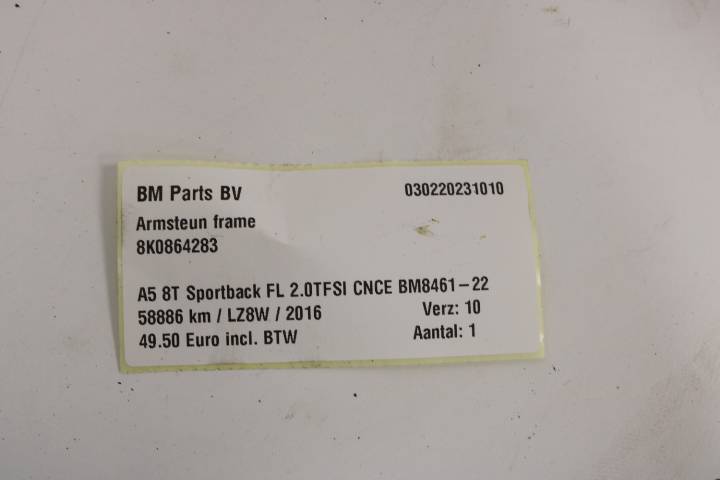 BM Parts BV 030220231010
Armsteun frame
8K0864283
A5 8T Sportback FL 2.0TFSI CNCE BM8461-22
58886 km / LZ8W / 2016 Verz: 10
49.50 Euro incl. BTW Aantal: 1